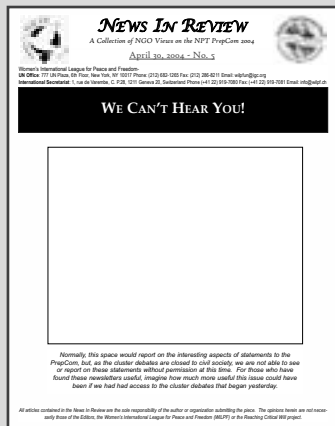 NEWS IN REVIEW
A Collection of NGO Views on the NPT PrepCom 2004
April 30, 2004 - No. 5
Women's International League for Peace and Freedom-
UN Office: 777 UN Plaza, 6th Floor, New York, NY 10017 Phone: (212) 682-1265 Fax: (212) 286-8211 Email: wilpfun@igc.org
International Secretariat: 1, rue de Varembe, C. P.28, 1211 Geneva 20, Switzerland Phone (+41 22) 919-7080 Fax: (+41 22) 919-7081 Email: info@wilpf.ch
WE CAN'T HEAR YOU!
Normally, this space would report on the interesting aspects of statements to the
PrepCom, but, as the cluster debates are closed to civil society, we are not able to see
or report on these statements without permission at this time. For those who have
found these newsletters useful, imagine how much more useful this issue could have
been if we had had access to the cluster debates that began yesterday.
All articles contained in the News in Review are the sole responsibility of the author or organization submitting the piece. The opinions herein are not neces-
sarily those of the Editors, the Women's International League for Peace and Freedom (WILPF) or the Reaching Critical Will project.